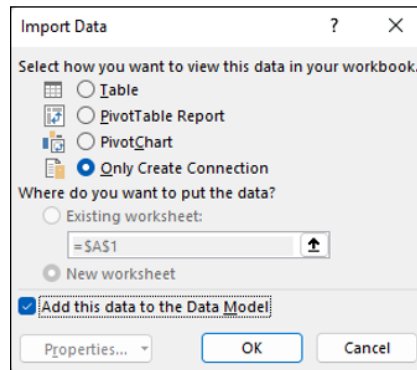 Import Data ? ×
Select how you want to view this data in your workbook.
Table
PivotTable Report
PivotChart
Only Create Connection
Where do you want to put the data?
Existing worksheet:
=$A$1
New worksheet
Add this data to the Data Model
Properties...
OK
Cancel